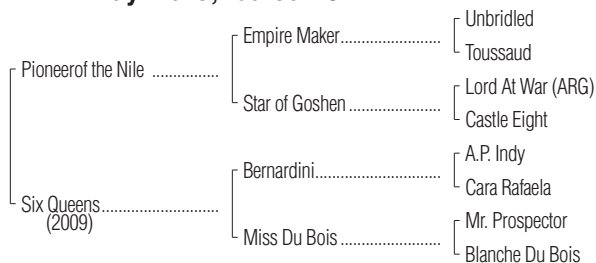 Empire Maker
Unbridled
Toussaud
Pioneerof the Nile
Star of Goshen
Lord At War (ARG)
Castle Eight
Six Queens
(2009)
Bernardini
A.P. Indy
Cara Rafaela
Miss Du Bois
Mr. Prospector
Blanche Du Bois